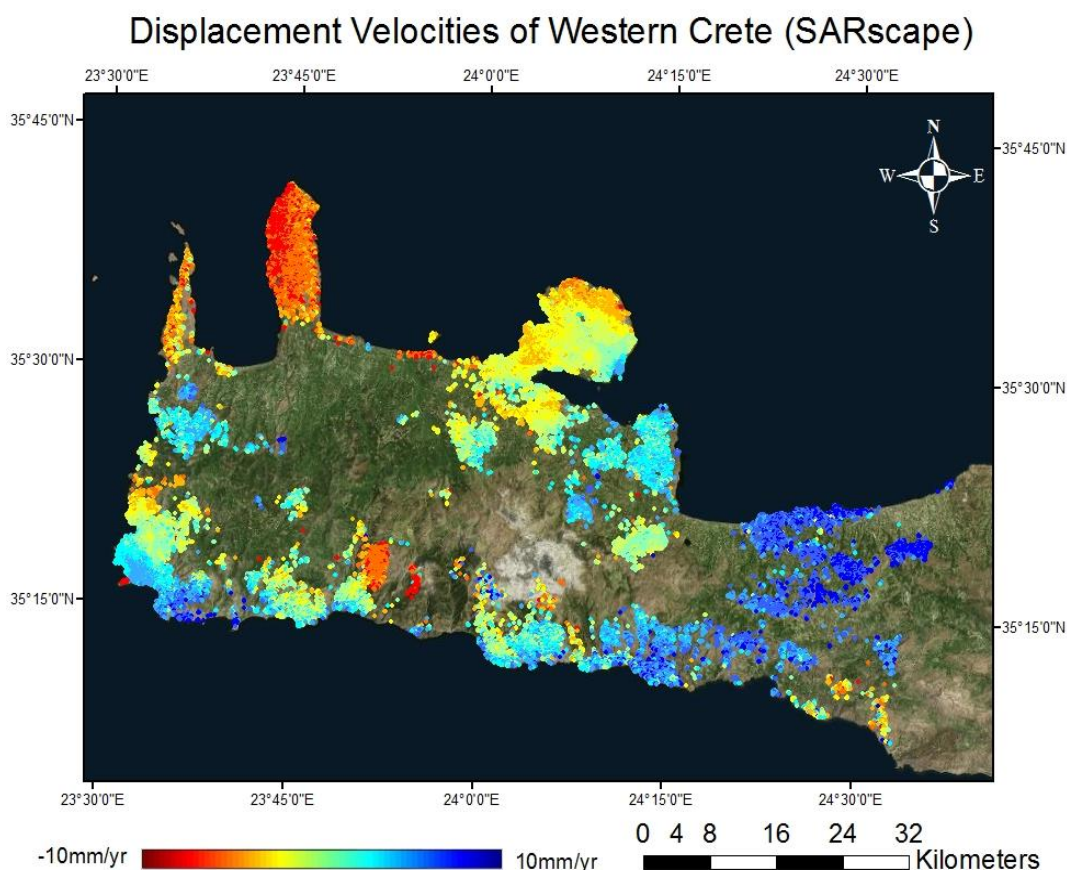 Displacement Velocities of Western Crete (SARscape)
23°30'0"E 23°45'0"E 24°0'0"E 24°15'0"E 24°30'0"E
35°45'0"N 35°45'0"N
N
W E
S
35°30'0"N 35°30'0"N
35°15'0"N 35°15'0"N
23°30'0"E 23°45'0"E 24°0'0"E 24°15'0"E 24°30'0"E
0 4 8 16 24 32
-10mm/yr 10mm/yr Kilometers